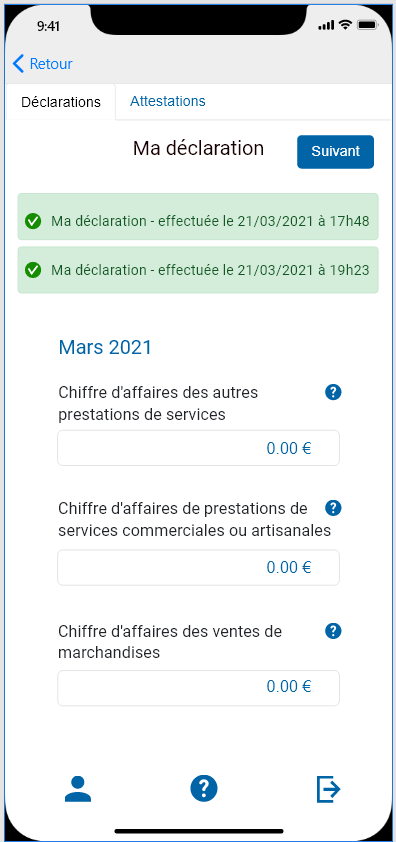 9:41
Retour
Déclarations
Attestations
Ma déclaration
Suivant
Ma déclaration - effectuée le 21/03/2021 à 17h48
Ma déclaration - effectuée le 21/03/2021 à 19h23
Mars 2021
Chiffre d'affaires des autres
prestations de services
0.00 €
Chiffre d'affaires de prestations de
services commerciales ou artisanales
0.00 €
Chiffre d'affaires des ventes de
marchandises
0.00 €